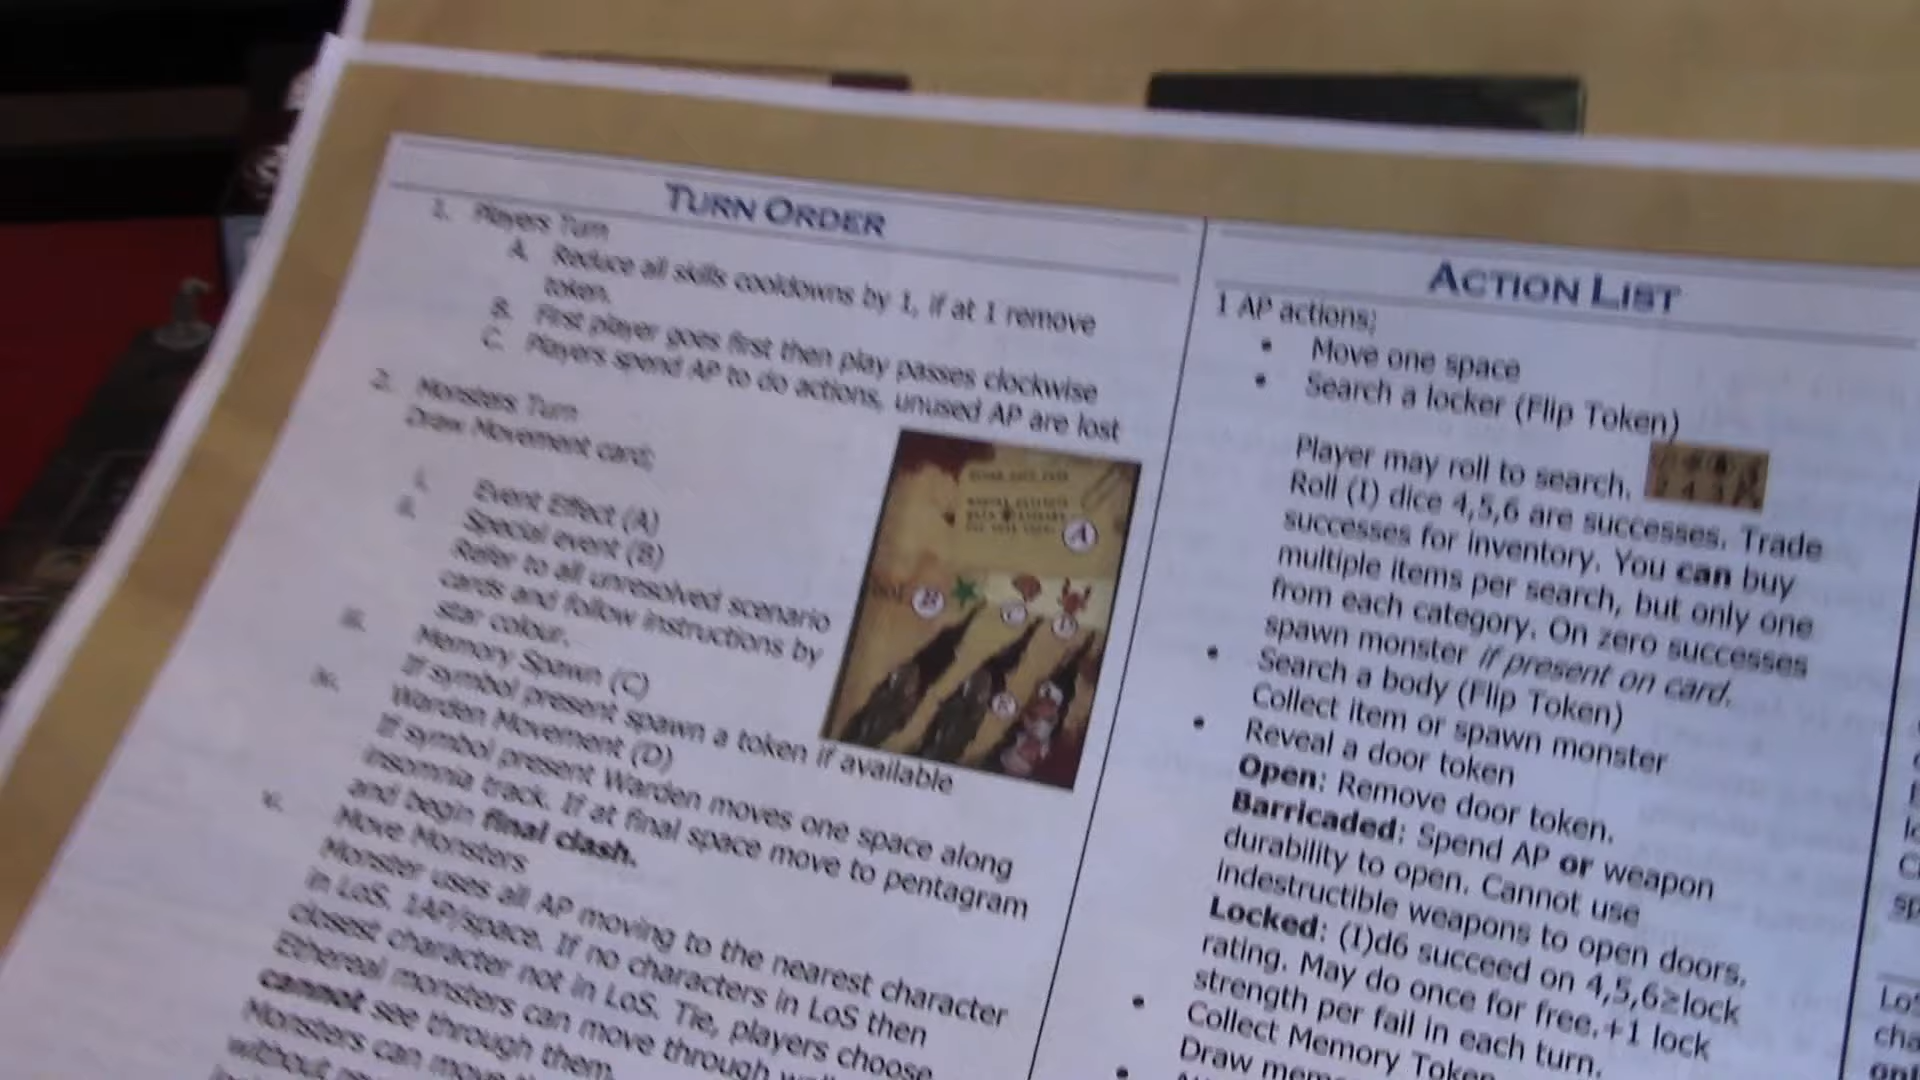 TURN ORDER
1. Players Turn
A. Reduce all skills cooldowns by 1, if at 1 remove
token.
B. First player goes first then play passes clockwise
C. Players spend AP to do actions, unused AP are lost
2. Monsters Turn
Draw Movement card;
i. Event Effect (A)
ii. Special event (B)
Refer to all unresolved scenario
cards and follow instructions by
star colour.
iii. Memory Spawn (C)
If symbol present spawn a token if available
iv. Warden Movement (D)
If symbol present Warden moves one space along
insomnia track. If at final space move to pentagram
and begin final clash.
v. Move Monsters
Monster uses all AP moving to the nearest character
in LoS. 1AP/space. If no characters in LoS then
closest character not in LoS. Tie, players choose
Ethereal monsters can move through
cannot see through them.
Monsters can move
without
A
B
C
D
E
ACTION LIST
1 AP actions;
• Move one space
• Search a locker (Flip Token)
Player may roll to search.
Roll (I) dice 4,5,6 are successes. Trade
successes for inventory. You can buy
multiple items per search, but only one
from each category. On zero successes
spawn monster if present on card.
• Search a body (Flip Token)
Collect item or spawn monster
• Reveal a door token
Open: Remove door token.
Barricaded: Spend AP or weapon
durability to open. Cannot use
indestructible weapons to open doors.
Locked: (I)d6 succeed on 4,5,6≥lock
rating. May do once for free.+1 lock
strength per fail in each turn.
• Collect Memory Token
Draw
LoS